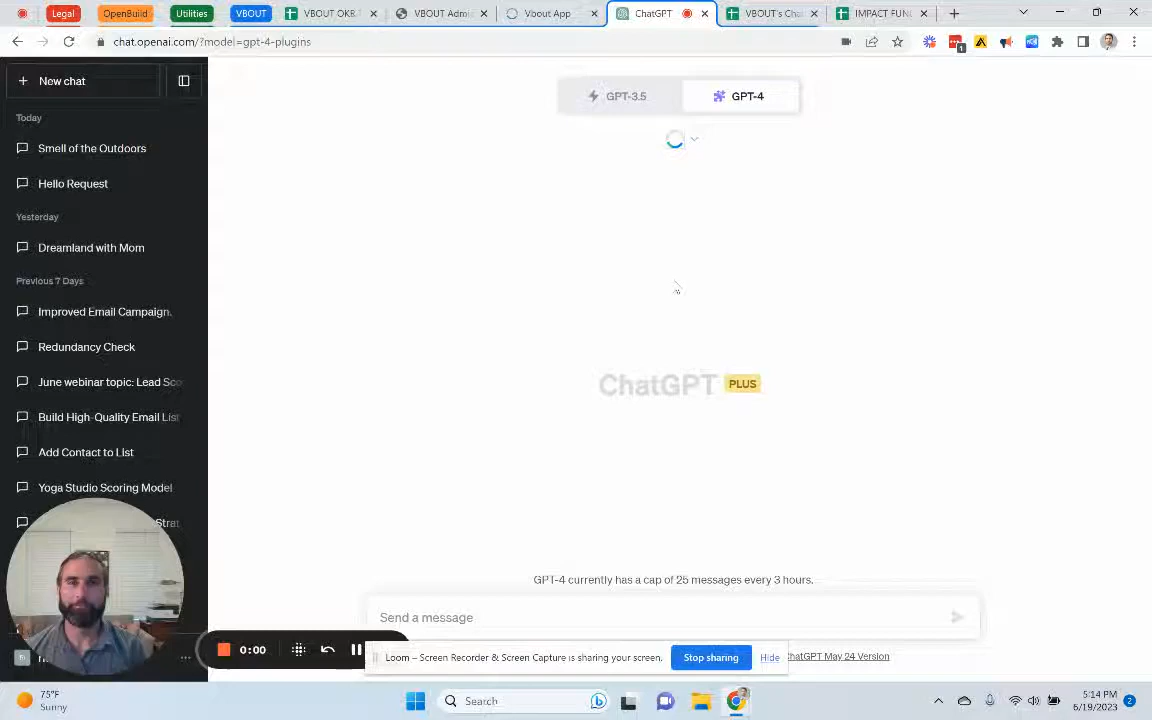 Legal
OpenBuild
Utilities
VBOUT
VBOUT OKR
VBOUT Admi
Vbout App
ChatGPT
VBOUT's Cha
IMPACT FUN
chat.openai.com/?model=gpt-4-plugins
1
New chat
GPT-3.5
GPT-4
Today
Smell of the Outdoors
Hello Request
Yesterday
Dreamland with Mom
Previous 7 Days
Improved Email Campaign.
Redundancy Check
June webinar topic: Lead Sco
Build High-Quality Email List
Add Contact to List
Yoga Studio Scoring Model
Strat
ChatGPT PLUS
GPT-4 currently has a cap of 25 messages every 3 hours.
Send a message
0:00
Loom – Screen Recorder & Screen Capture is sharing your screen.
Stop sharing
Hide
ChatGPT May 24 Version
75°F
Sunny
Search
5:14 PM
6/19/2023
2